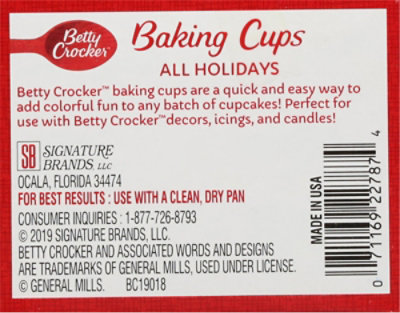 Betty
Crocker™
Baking Cups
ALL HOLIDAYS
Betty Crocker™ baking cups are a quick and easy way to
add colorful fun to any batch of cupcakes! Perfect for
use with Betty Crocker™ decors, icings, and candles!
SB SIGNATURE
BRANDS, LLC
OCALA, FLORIDA 34474
FOR BEST RESULTS : USE WITH A CLEAN, DRY PAN
CONSUMER INQUIRIES : 1-877-726-8793
© 2019 SIGNATURE BRANDS, LLC.
BETTY CROCKER AND ASSOCIATED WORDS AND DESIGNS
ARE TRADEMARKS OF GENERAL MILLS, USED UNDER LICENSE.
© GENERAL MILLS. BC19018
MADE IN USA
0 71169 22787 4